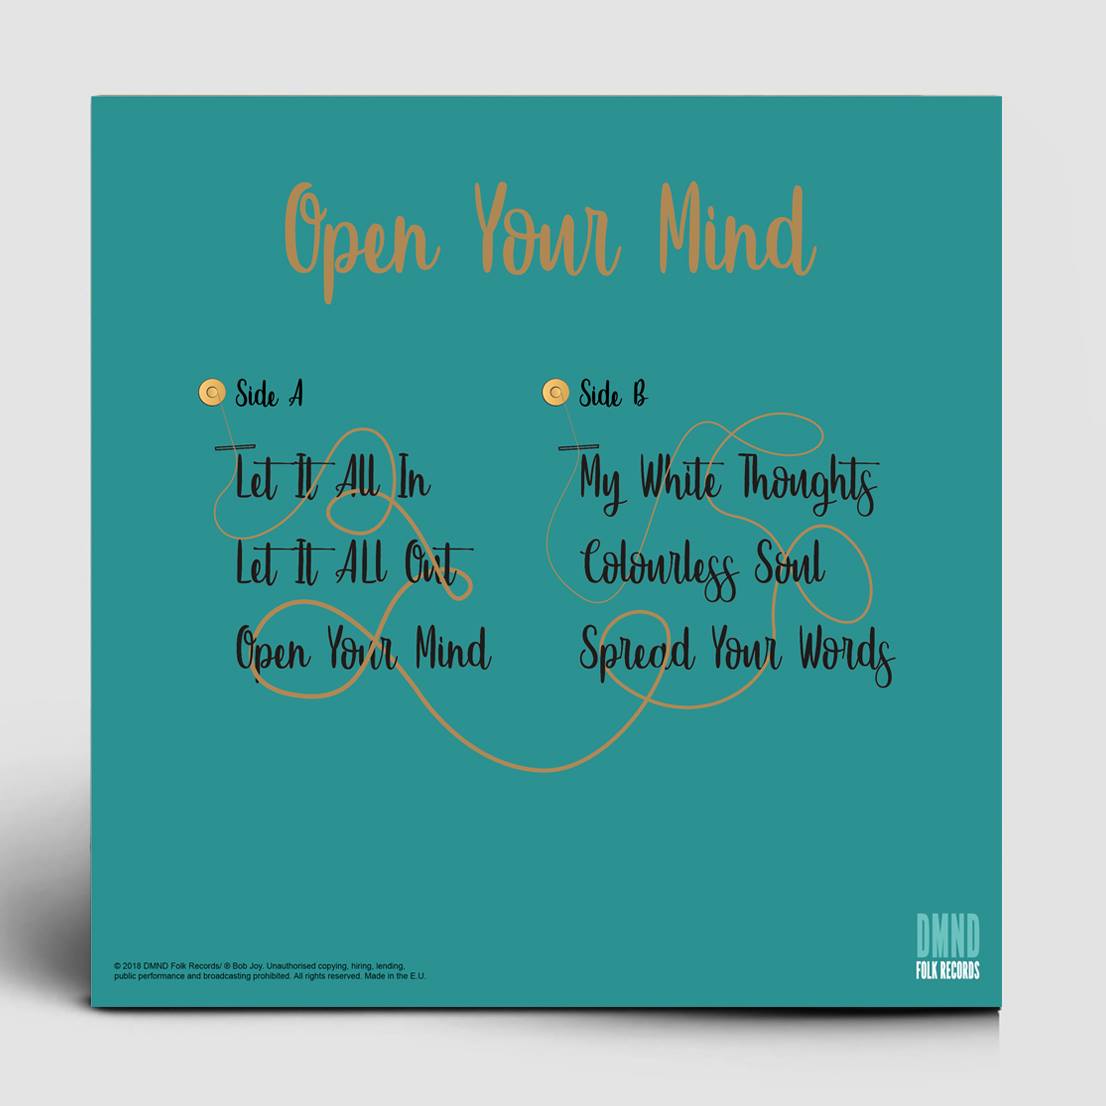 Open Your Mind
Side A
Let It All In
Let It All Out
Open Your Mind
Side B
My White Thoughts
Colourless Soul
Spread Your Words
© 2018 DMND Folk Records/ ® Bob Joy. Unauthorised copying, hiring, lending,
public performance and broadcasting prohibited. All rights reserved. Made in the E.U.
DMND
FOLK RECORDS